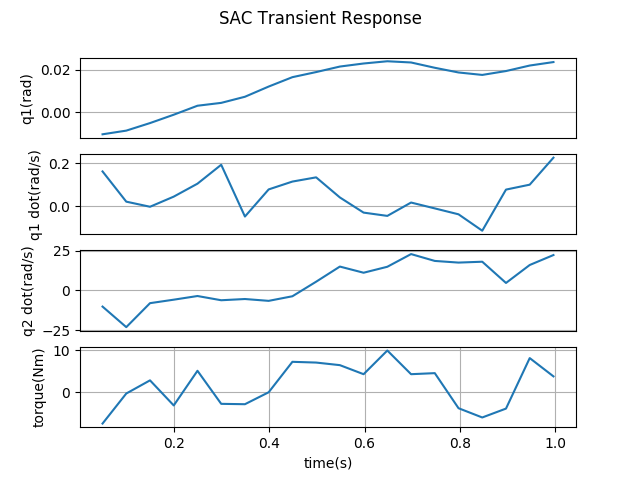 SAC Transient Response
q1(rad)
0.02
0.00
q1 dot(rad/s)
0.2
0.0
q2 dot(rad/s)
25
0
−25
torque(Nm)
10
0
0.2 0.4 0.6 0.8 1.0
time(s)